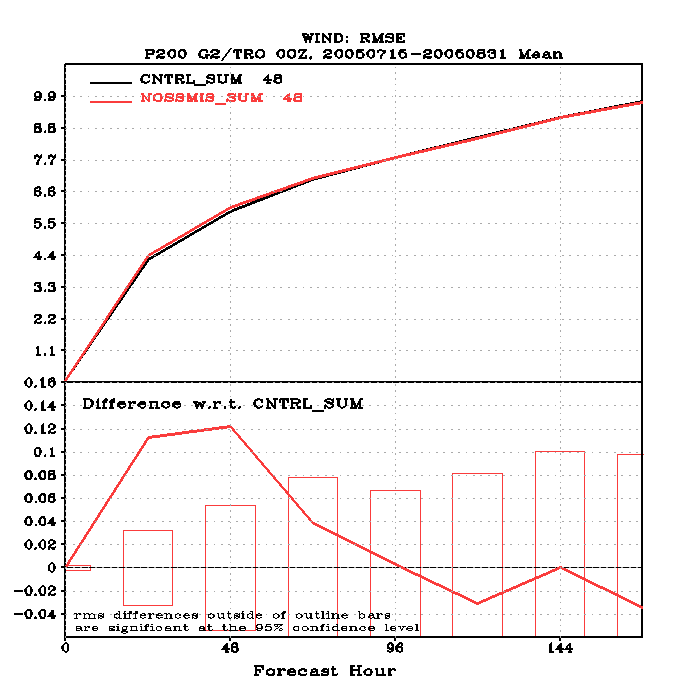 WIND: RMSE
P200 G2/TRO 00Z, 20060716-20060831 Mean
CNTRL_SUM 48
NOSSMIS_SUM 48
9.9
8.8
7.7
6.6
5.5
4.4
3.3
2.2
1.1
0.16
0.14
Difference w.r.t. CNTRL_SUM
0.12
0.1
0.08
0.06
0.04
0.02
0
-0.02
-0.04
rms differences outside of outline bars
are significant at the 95% confidence level
0 48 96 144
Forecast Hour